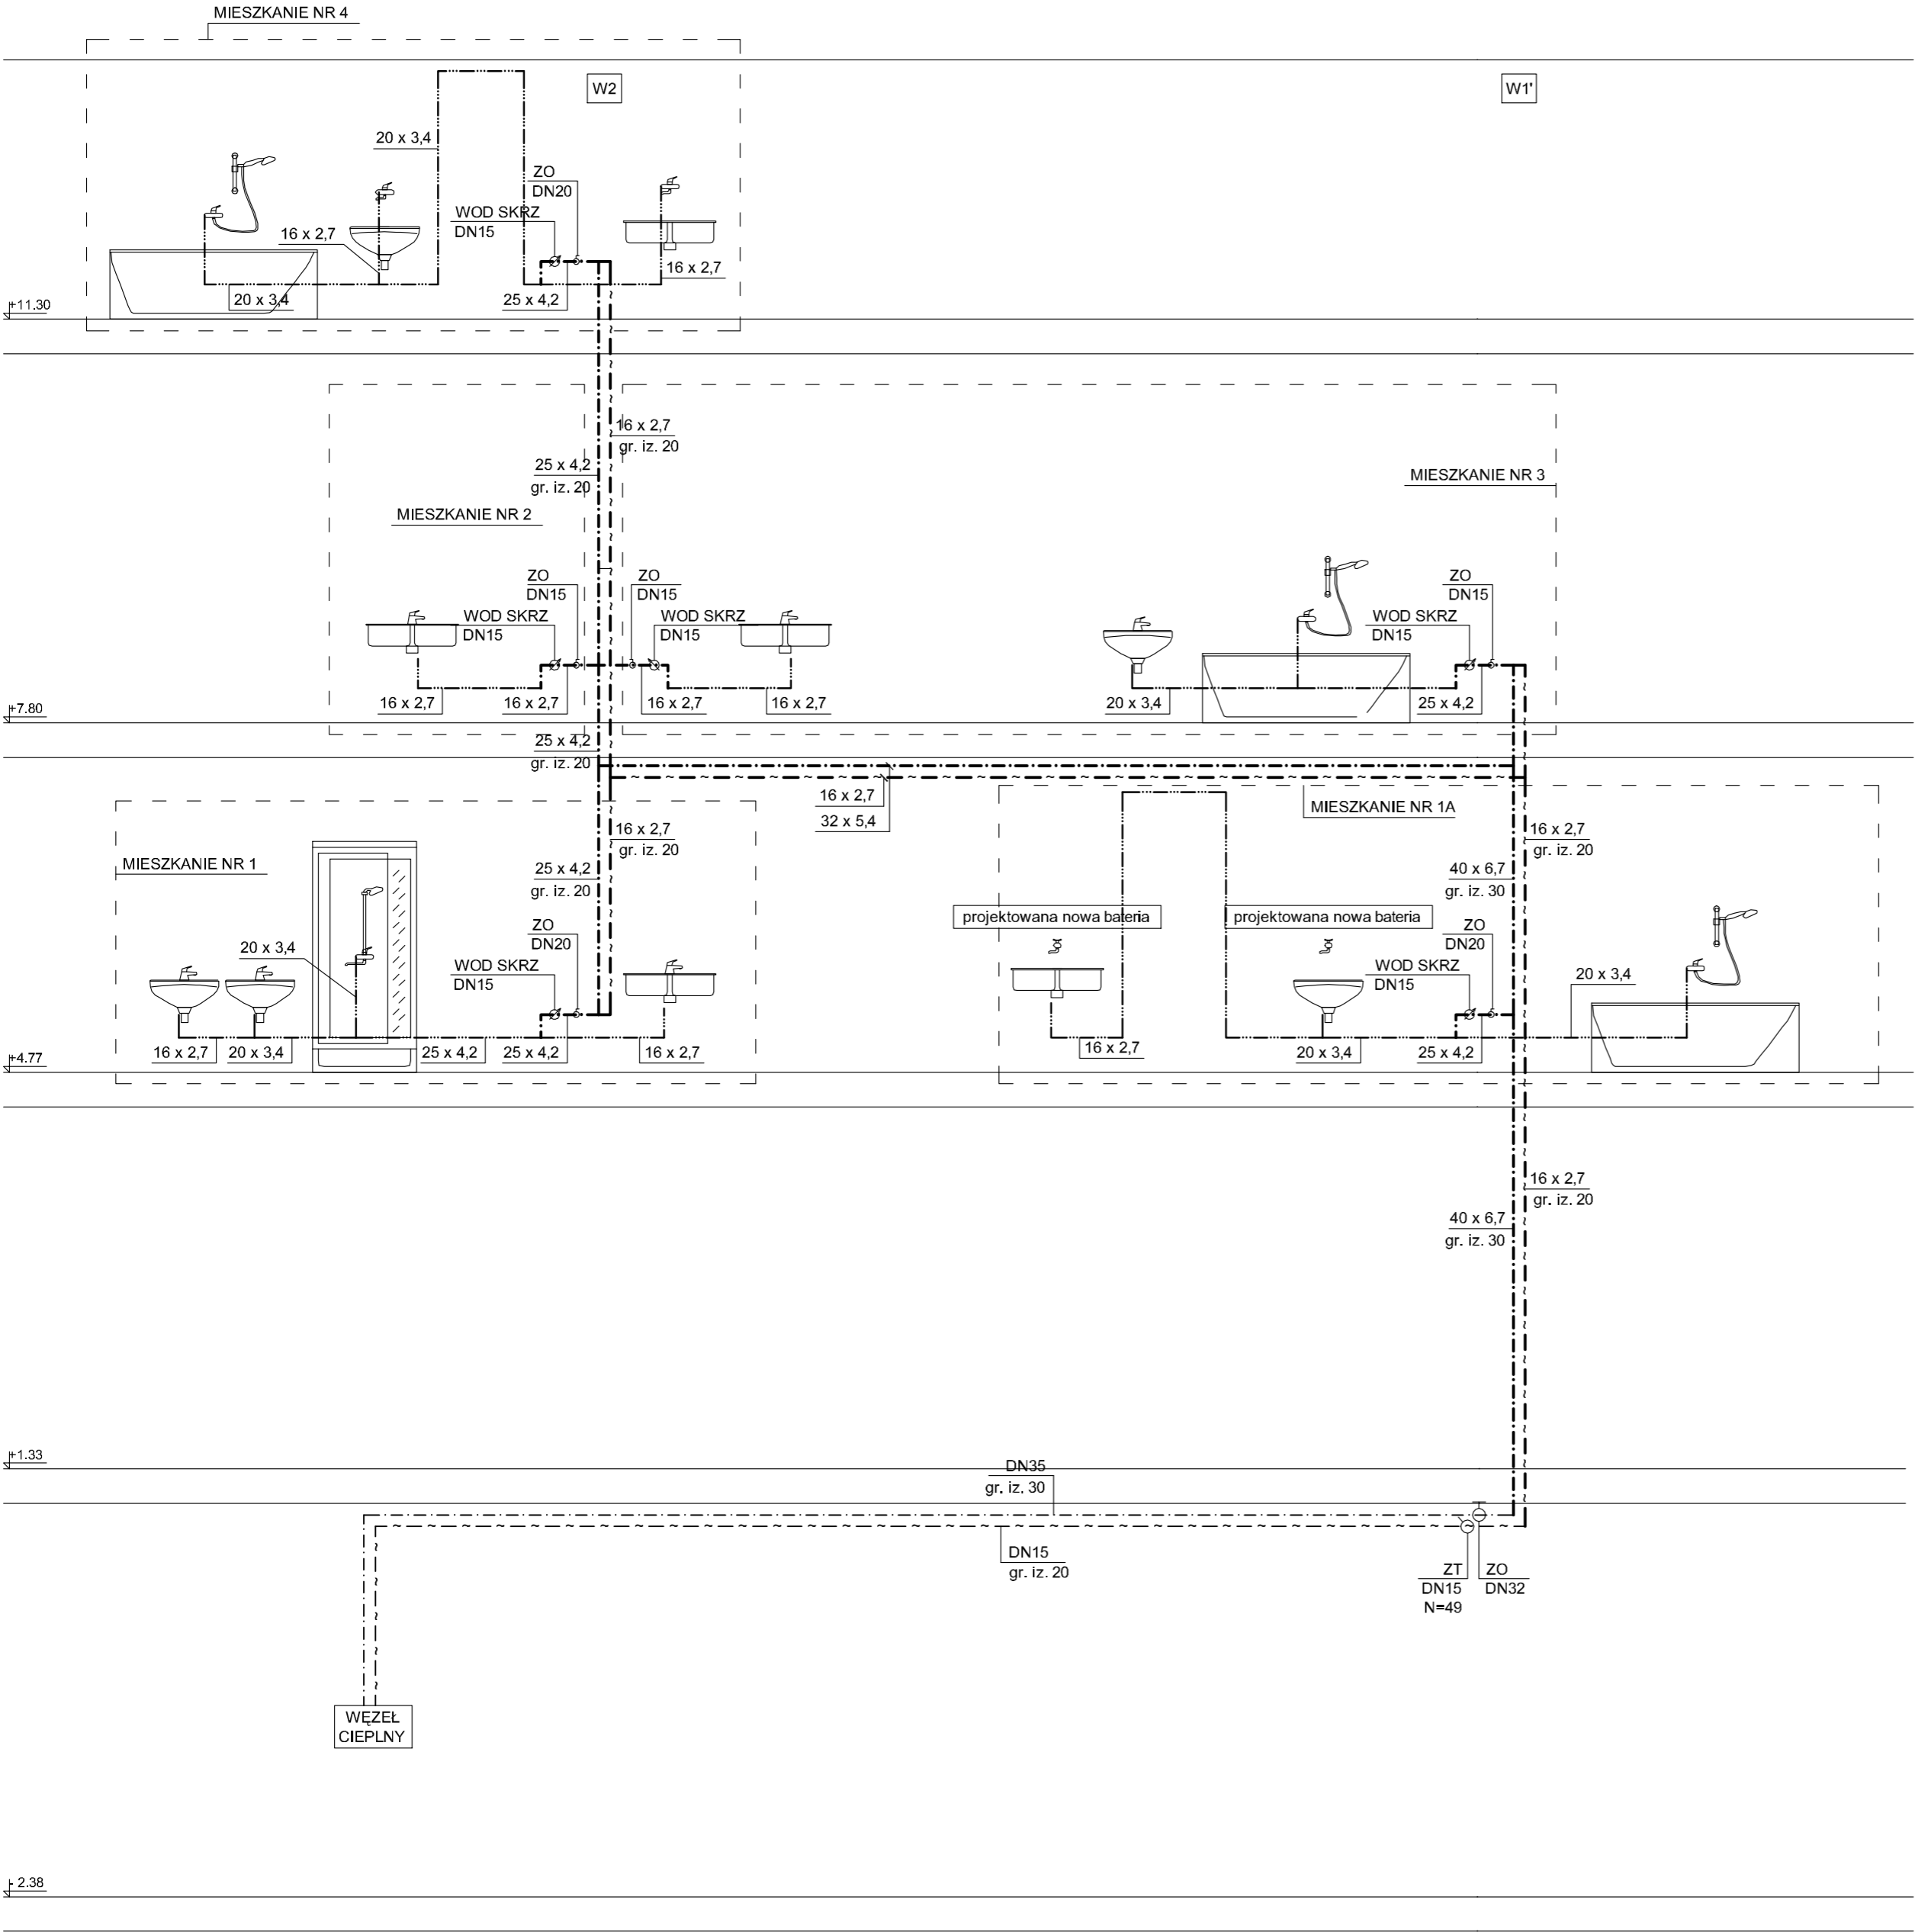 MIESZKANIE NR 4
W2
W1'
20 x 3,4
ZO
DN20
WOD SKRZ
DN15
16 x 2,7
16 x 2,7
20 x 3,4
25 x 4,2
+11.30
16 x 2,7
gr. iz. 20
25 x 4,2
gr. iz. 20
MIESZKANIE NR 3
MIESZKANIE NR 2
ZO
DN15
ZO
DN15
ZO
DN15
WOD SKRZ
DN15
WOD SKRZ
DN15
WOD SKRZ
DN15
16 x 2,7
16 x 2,7
16 x 2,7
16 x 2,7
20 x 3,4
25 x 4,2
+7.80
25 x 4,2
gr. iz. 20
16 x 2,7
32 x 5,4
MIESZKANIE NR 1A
16 x 2,7
gr. iz. 20
16 x 2,7
gr. iz. 20
MIESZKANIE NR 1
25 x 4,2
gr. iz. 20
40 x 6,7
gr. iz. 30
projektowana nowa bateria
projektowana nowa bateria
ZO
DN20
ZO
DN20
20 x 3,4
WOD SKRZ
DN15
WOD SKRZ
DN15
20 x 3,4
16 x 2,7
20 x 3,4
25 x 4,2
25 x 4,2
16 x 2,7
16 x 2,7
20 x 3,4
25 x 4,2
+4.77
16 x 2,7
gr. iz. 20
40 x 6,7
gr. iz. 30
+1.33
DN35
gr. iz. 30
DN15
gr. iz. 20
ZT
DN15
N=49
ZO
DN32
WĘZEŁ
CIEPLNY
- 2.38